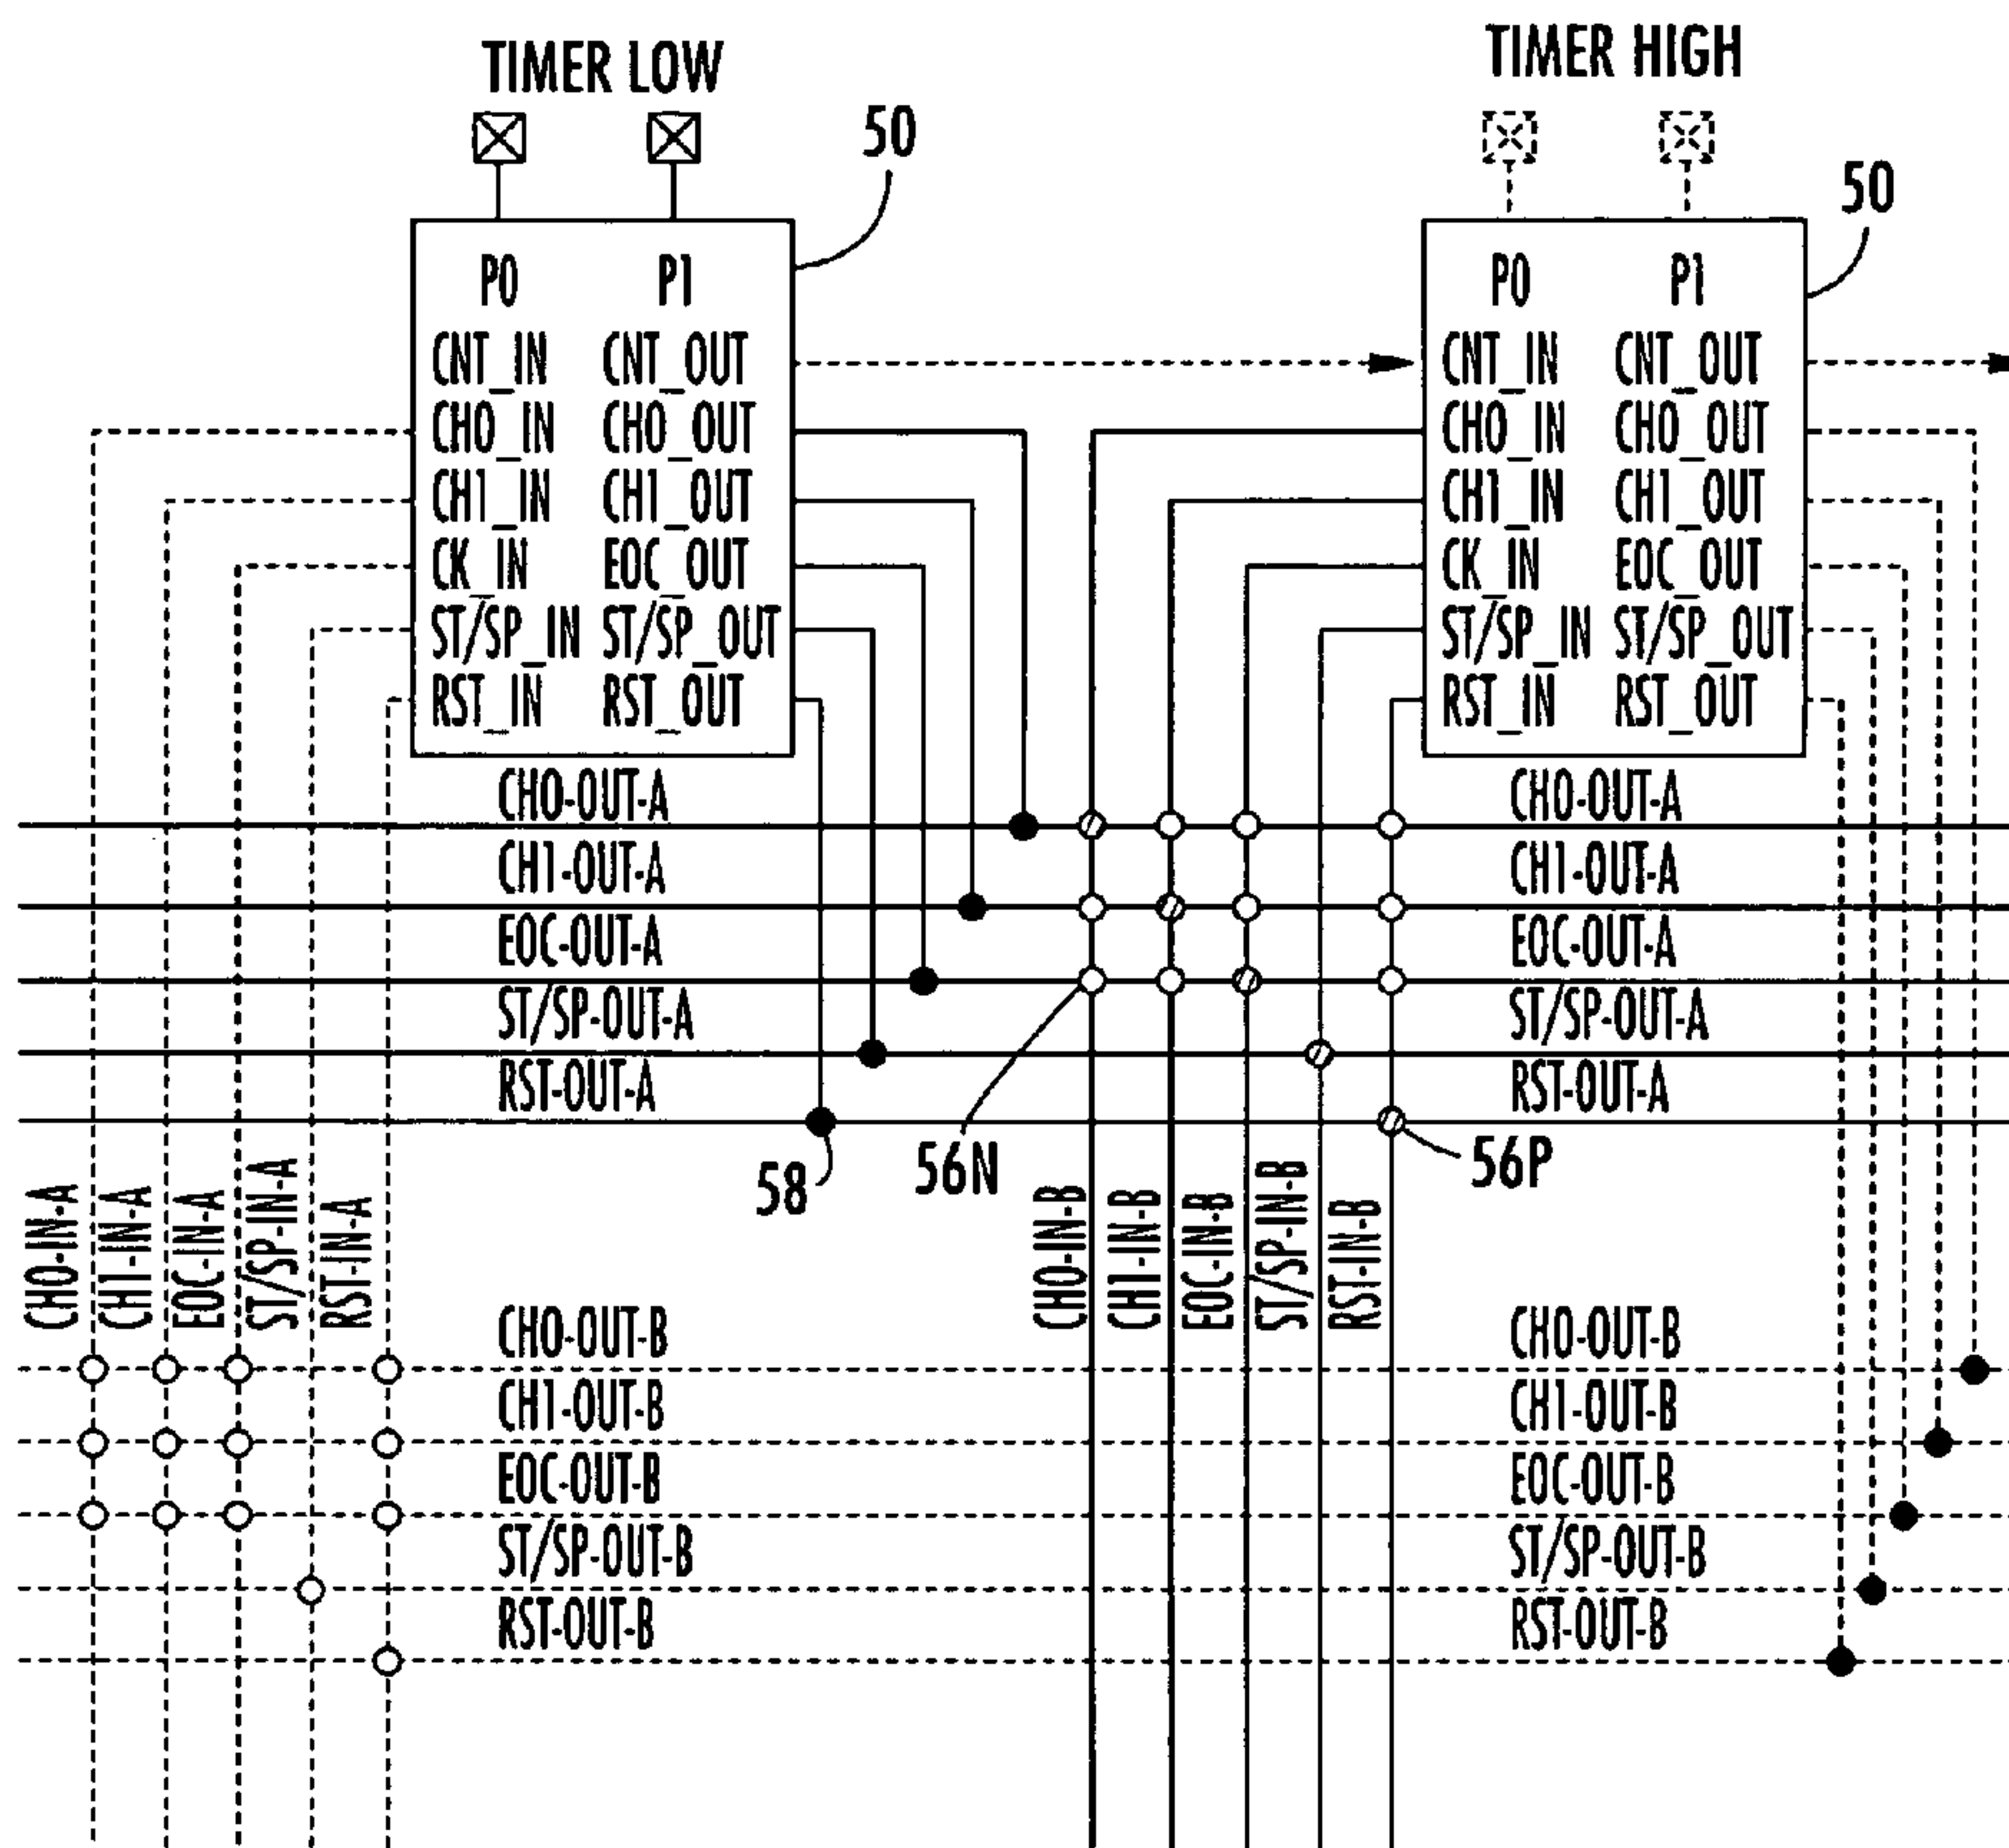 TIMER LOW
TIMER HIGH
50
50
P0 P1
CNT_IN CNT_OUT
CH0_IN CH0_OUT
CH1_IN CH1_OUT
CK_IN EOC_OUT
ST/SP_IN ST/SP_OUT
RST_IN RST_OUT
P0 P1
CNT_IN CNT_OUT
CH0_IN CH0_OUT
CH1_IN CH1_OUT
CK_IN EOC_OUT
ST/SP_IN ST/SP_OUT
RST_IN RST_OUT
CH0-OUT-A
CH1-OUT-A
EOC-OUT-A
ST/SP-OUT-A
RST-OUT-A
CH0-OUT-A
CH1-OUT-A
EOC-OUT-A
ST/SP-OUT-A
RST-OUT-A
58
56N
56P
CH0-IN-A
CH1-IN-A
EOC-IN-A
ST/SP-IN-A
RST-IN-A
CH0-IN-B
CH1-IN-B
EOC-IN-B
ST/SP-IN-B
RST-IN-B
CH0-OUT-B
CH1-OUT-B
EOC-OUT-B
ST/SP-OUT-B
RST-OUT-B
CH0-OUT-B
CH1-OUT-B
EOC-OUT-B
ST/SP-OUT-B
RST-OUT-B